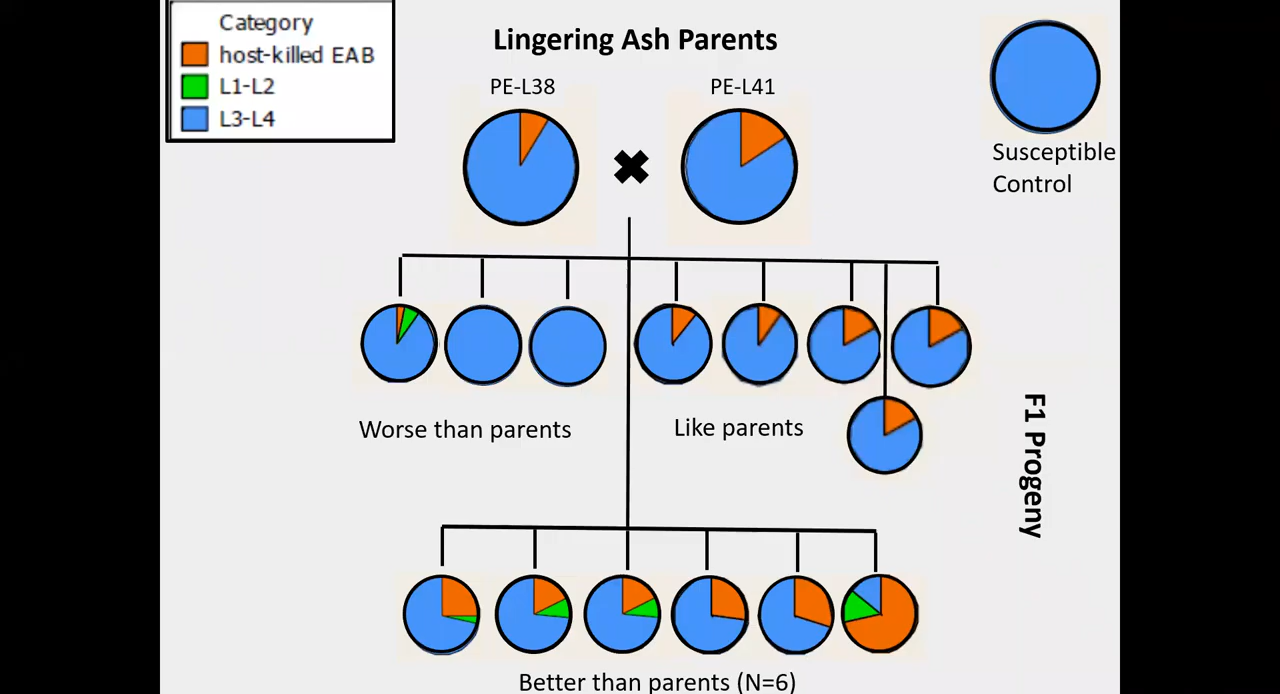 Category
host-killed EAB
L1-L2
L3-L4
Lingering Ash Parents
PE-L38
PE-L41
Susceptible
Control
Worse than parents
Like parents
F1 Progeny
Better than parents (N=6)